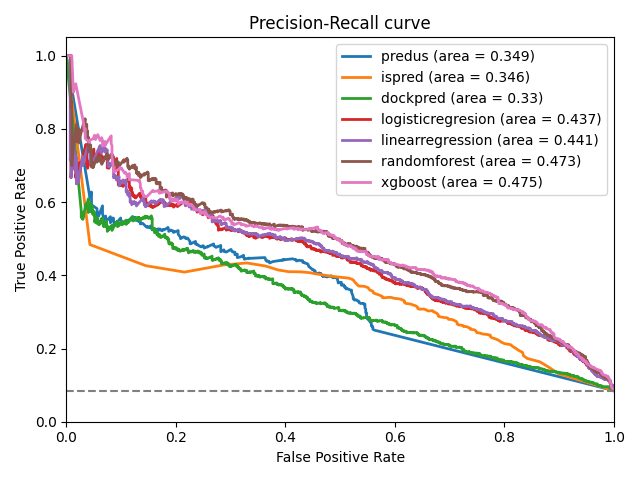 Precision-Recall curve
True Positive Rate
1.0
0.8
0.6
0.4
0.2
0.0
predus (area = 0.349)
ispred (area = 0.346)
dockpred (area = 0.33)
logisticregresion (area = 0.437)
linearregression (area = 0.441)
randomforest (area = 0.473)
xgboost (area = 0.475)
0.0 0.2 0.4 0.6 0.8 1.0
False Positive Rate